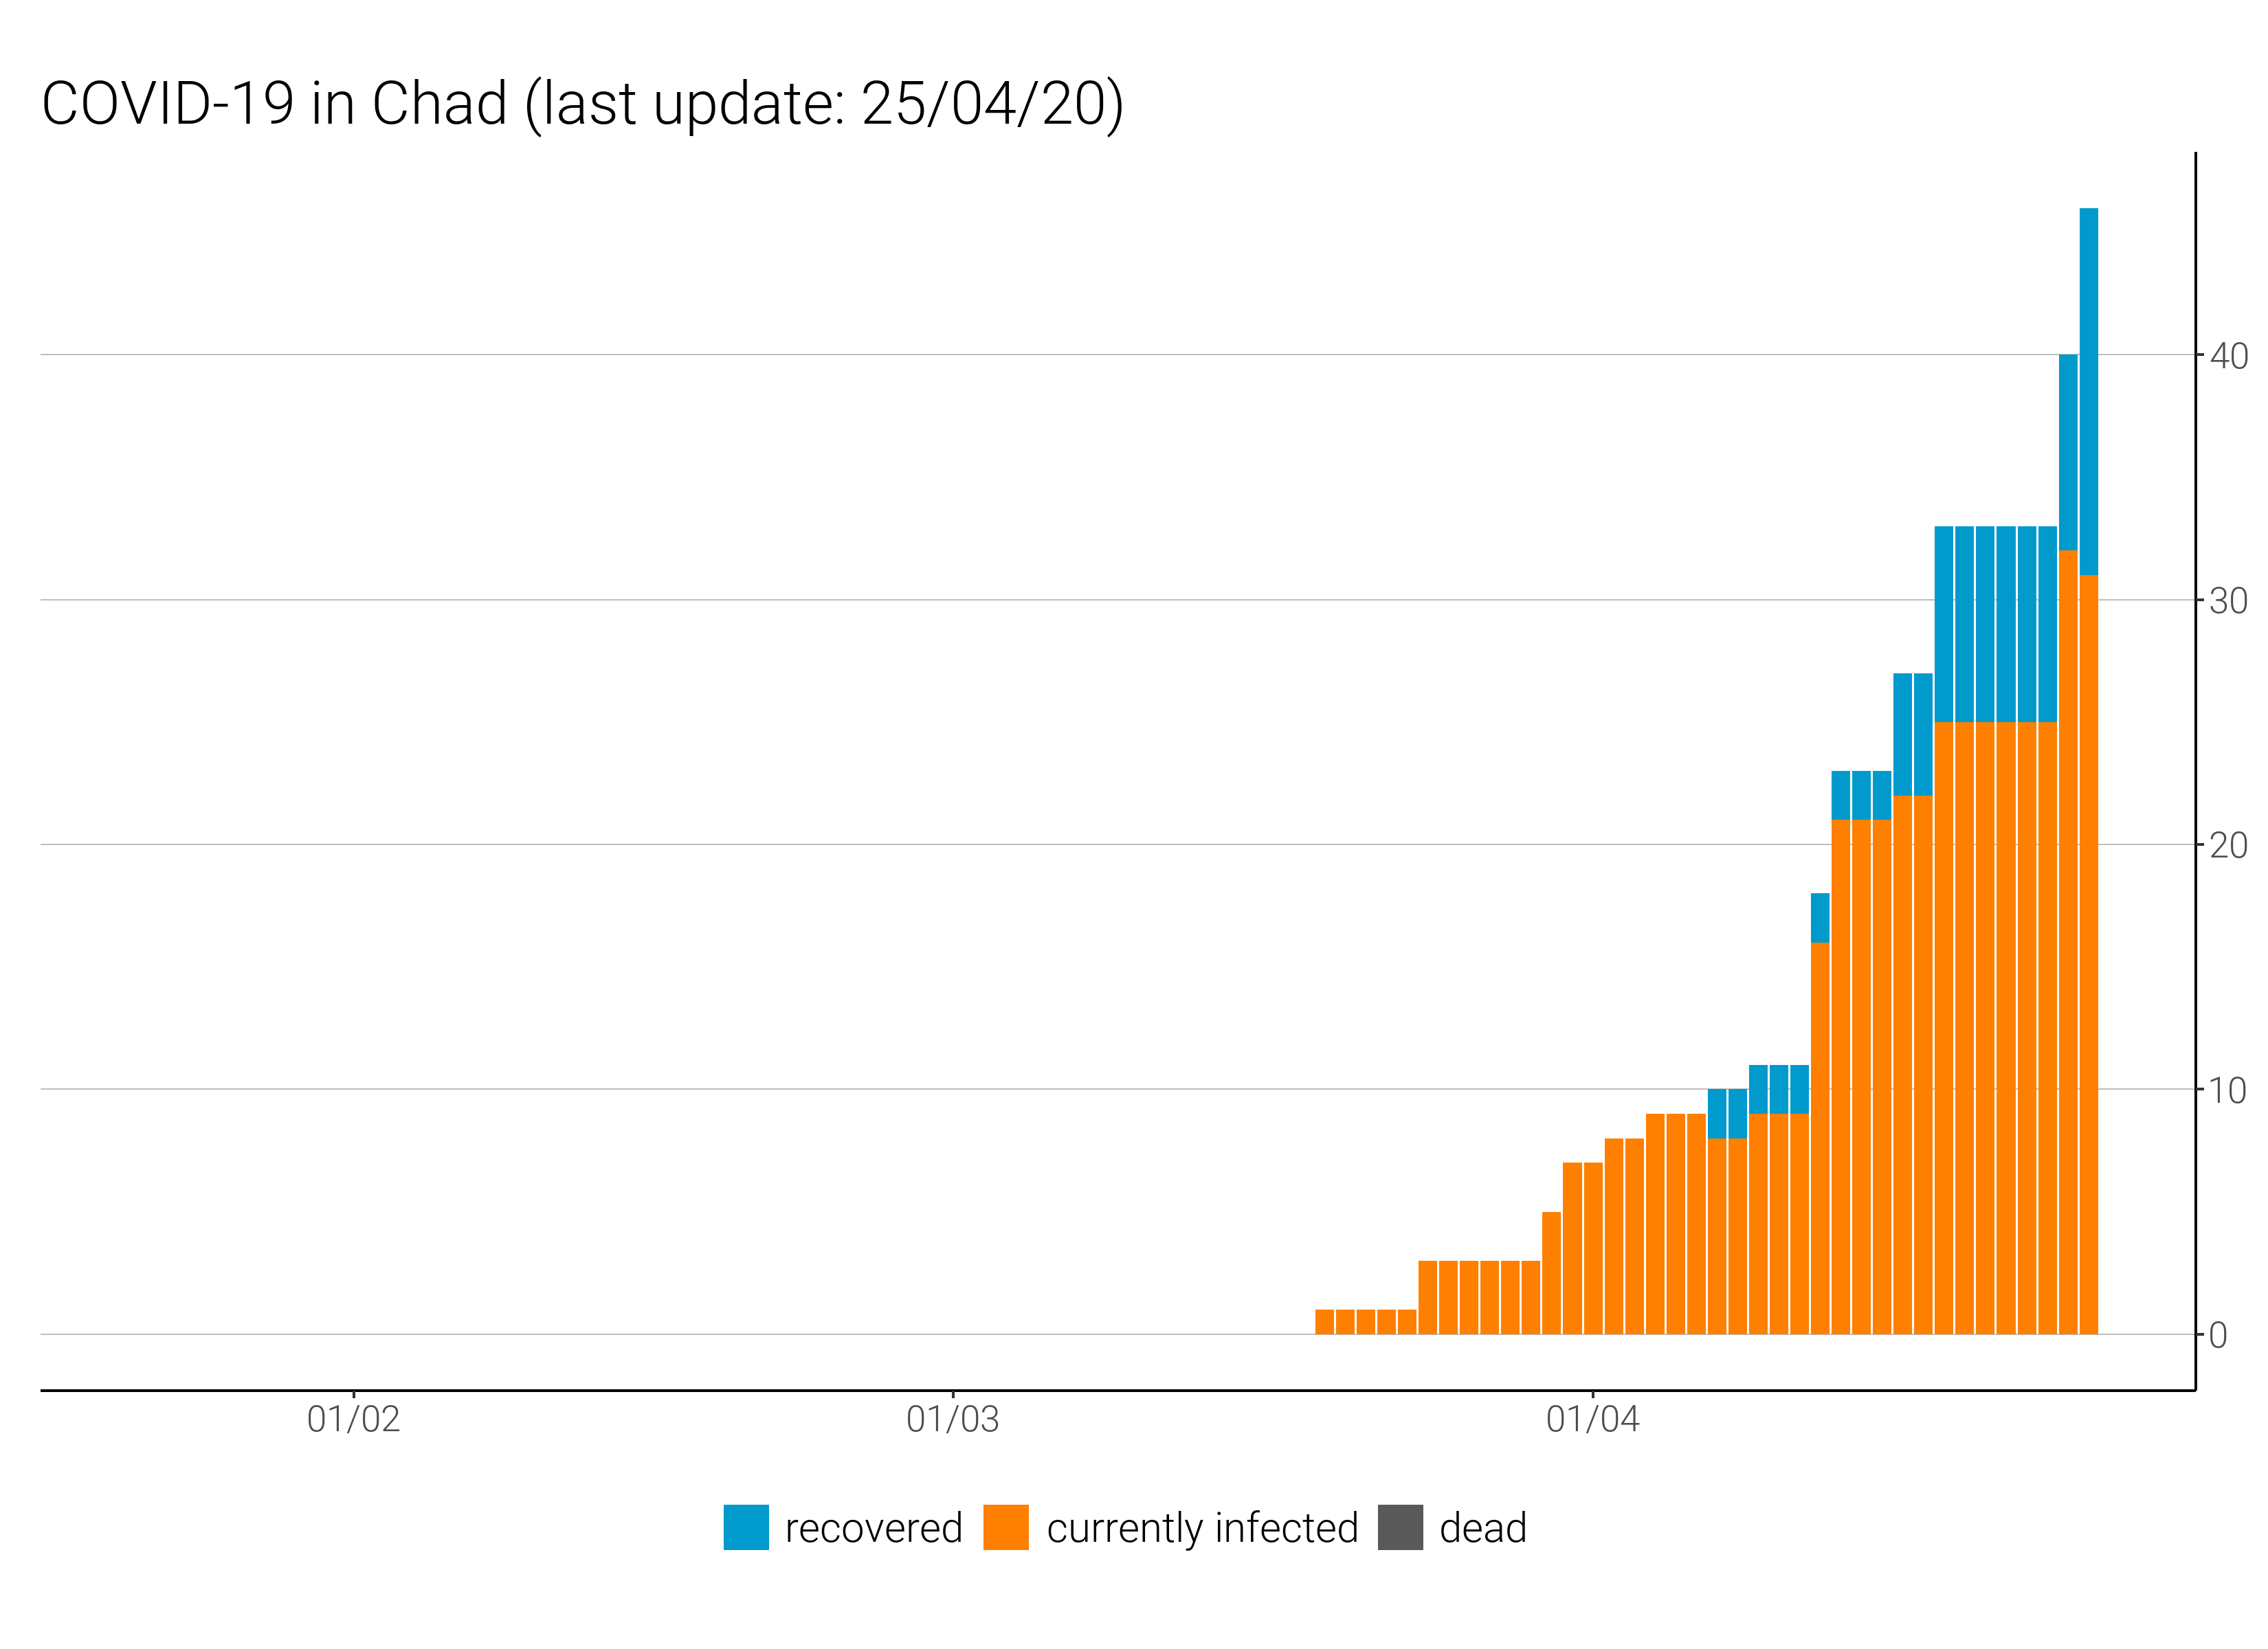 COVID-19 in Chad (last update: 25/04/20)
40
30
20
10
0
01/02 01/03 01/04
recovered currently infected dead